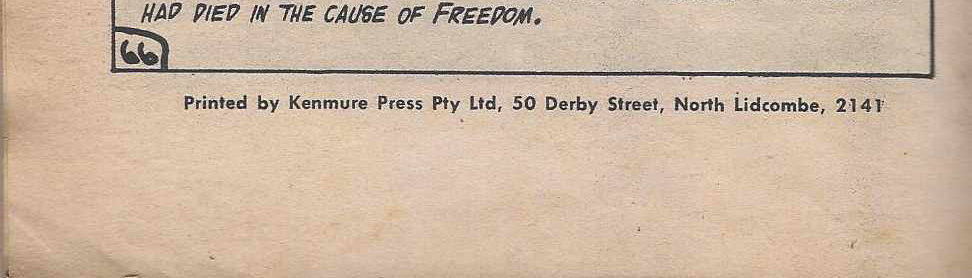 HAD DIED IN THE CAUSE OF FREEDOM.
66
Printed by Kenmure Press Pty Ltd, 50 Derby Street, North Lidcombe, 2141